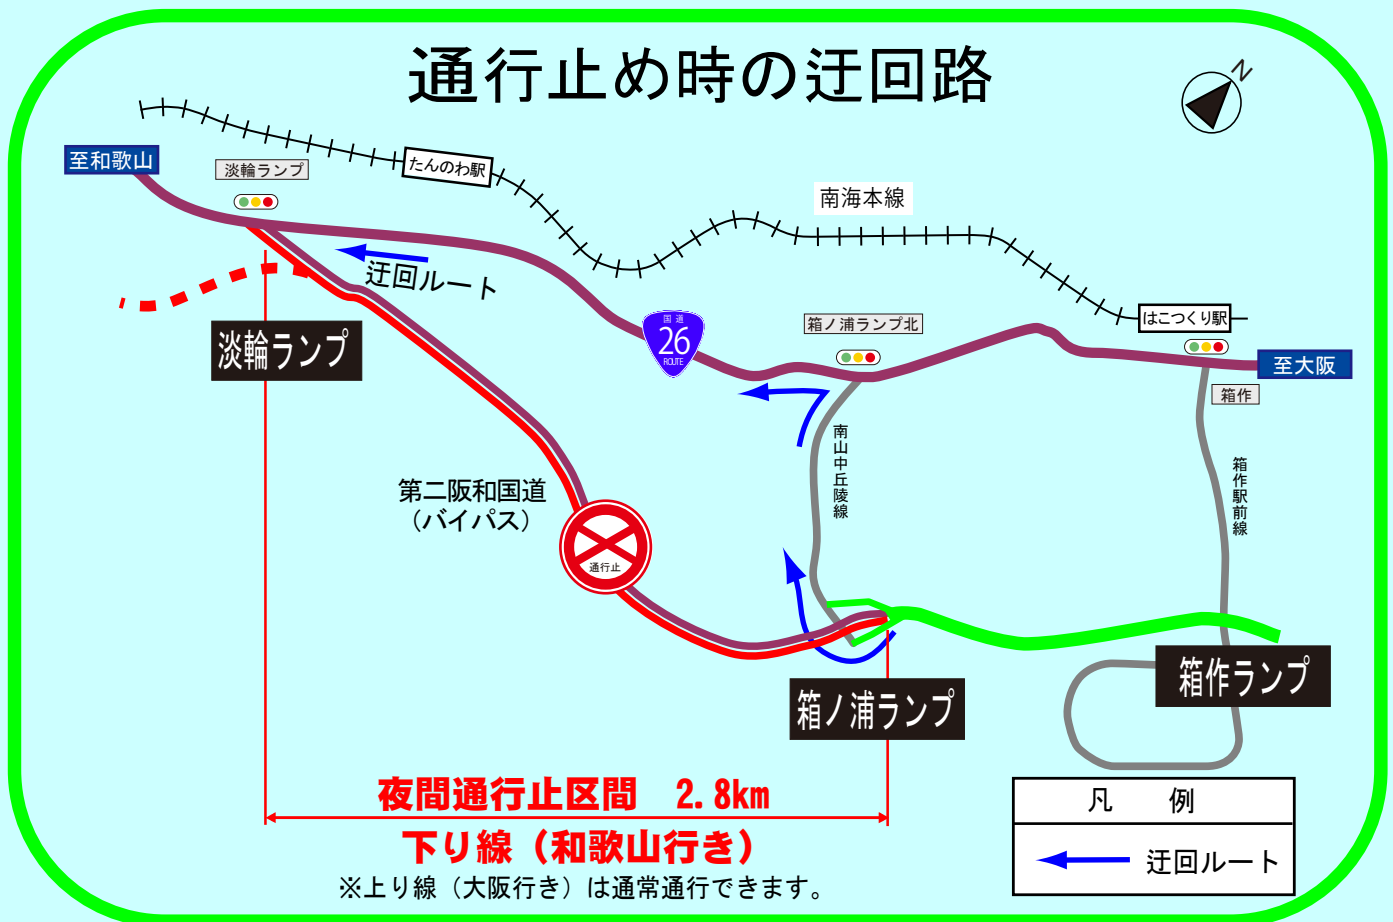 通行止め時の迂回路
N
至和歌山
淡輪ランプ
たんのわ駅
南海本線
迂回ルート
国道
26
ROUTE
箱ノ浦ランプ北
はこつくり駅
至大阪
箱作
淡輪ランプ
南山中丘陵線
箱作駅前線
第二阪和国道
（バイパス）
通行止
箱ノ浦ランプ
箱作ランプ
夜間通行止区間　2.8km
下り線（和歌山行き）
※上り線（大阪行き）は通常通行できます。
凡　例
迂回ルート